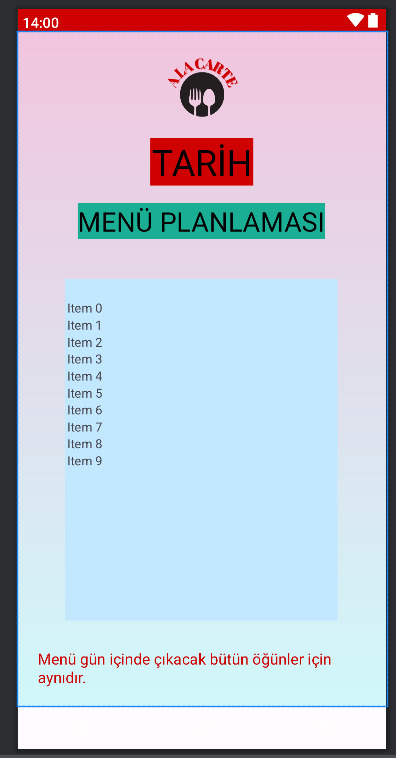 14:00
A LA CARTE
TARİH
MENÜ PLANLAMASI
Item 0
Item 1
Item 2
Item 3
Item 4
Item 5
Item 6
Item 7
Item 8
Item 9
Menü gün içinde çıkacak bütün öğünler için
aynıdır.